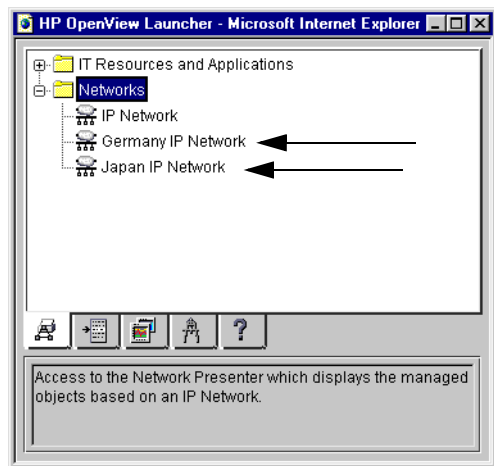 HP OpenView Launcher - Microsoft Internet Explorer
IT Resources and Applications
Networks
IP Network
Germany IP Network
Japan IP Network
?
Access to the Network Presenter which displays the managed
objects based on an IP Network.